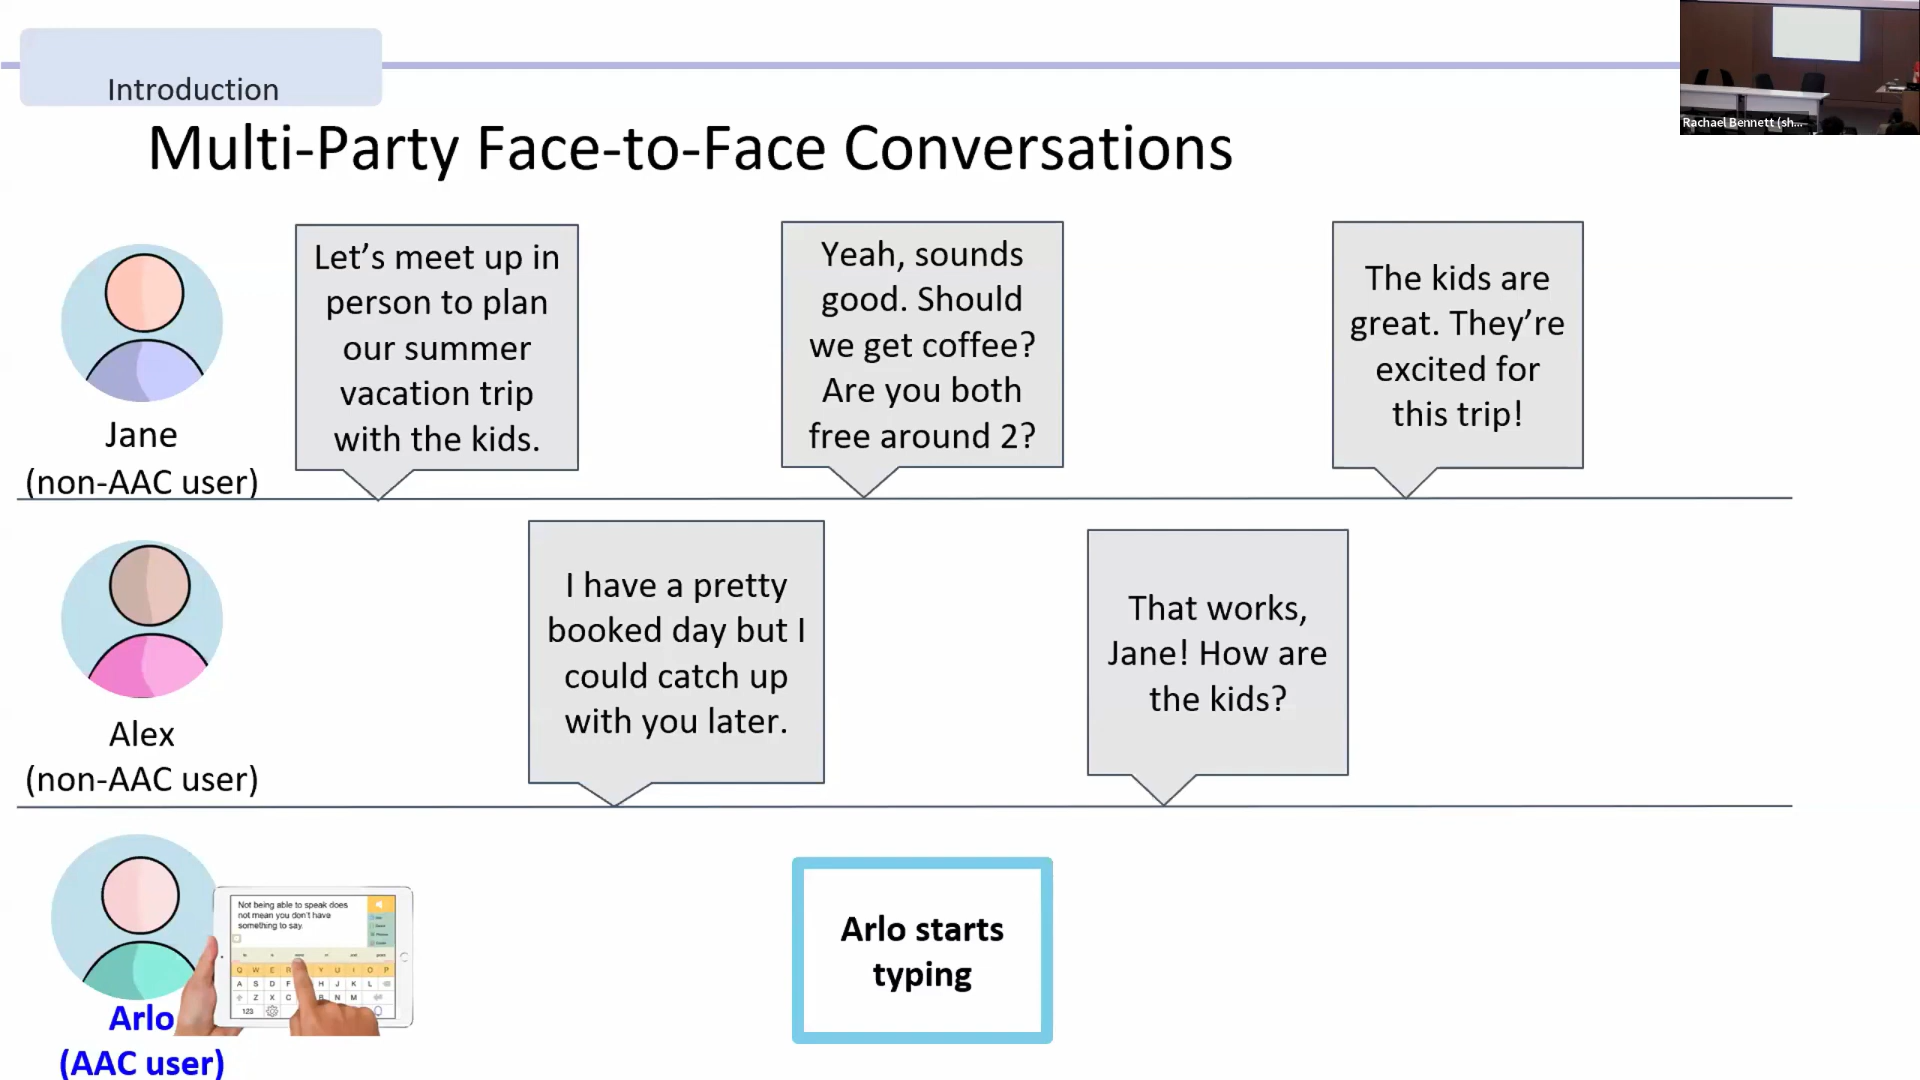 Introduction
Rachael Bennett (sh...
Multi-Party Face-to-Face Conversations
Let's meet up in
person to plan
our summer
vacation trip
with the kids.
Yeah, sounds
good. Should
we get coffee?
Are you both
free around 2?
The kids are
great. They're
excited for
this trip!
Jane
(non-AAC user)
I have a pretty
booked day but I
could catch up
with you later.
That works,
Jane! How are
the kids?
Alex
(non-AAC user)
Not being able to speak does
not mean you don't have
something to say.
Q W E R Y U I O P
A S D F H J K L
Z X C B N M
123
Arlo starts
typing
Arlo
(AAC user)